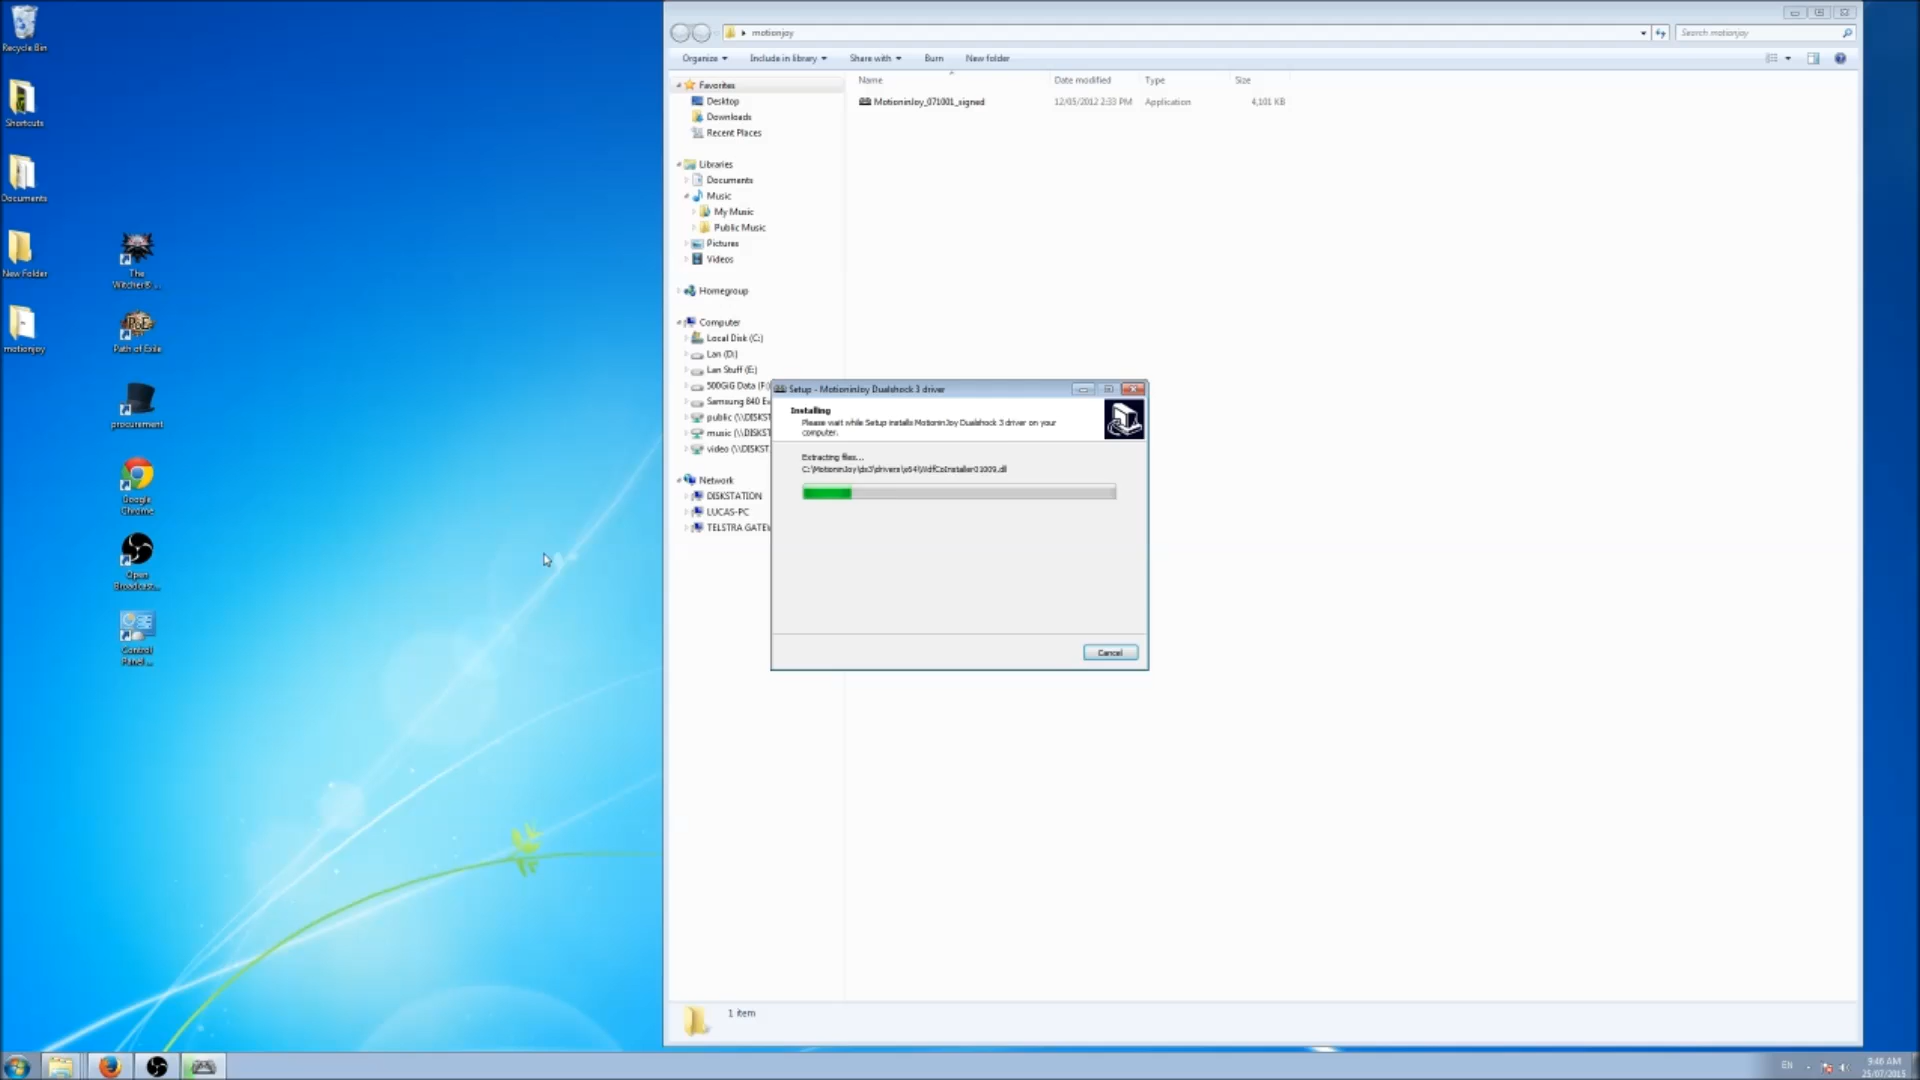 Recycle Bin
Shortcuts
Documents
New Folder
motionjoy
The
Witcher® ...
Path of Exile
procurement
Google
Chrome
Open
Broadcast...
Control
Panel ...
motionjoy
Search motionjoy
Organize
Include in library
Share with
Burn
New folder
Name
Date modified
Type
Size
MotioninJoy_071001_signed
12/05/2012 2:33 PM
Application
4,101 KB
Favorites
Desktop
Downloads
Recent Places
Libraries
Documents
Music
My Music
Public Music
Pictures
Videos
Homegroup
Computer
Local Disk (C:)
Lan (D:)
Lan Stuff (E:)
500GiG Data (F:)
Samsung 840 Ev
public (\\DISKST
music (\\DISKST
video (\\DISKST
Network
DISKSTATION
LUCAS-PC
TELSTRA GATEW
Setup - MotioninJoy Dualshock 3 driver
Installing
Please wait while Setup installs MotioninJoy Dualshock 3 driver on your
computer.
Extracting files...
C:\MotioninJoy\ds3\drivers\x64\WdfCoInstaller01009.dll
Cancel
1 item
EN
9:46 AM
25/07/2015